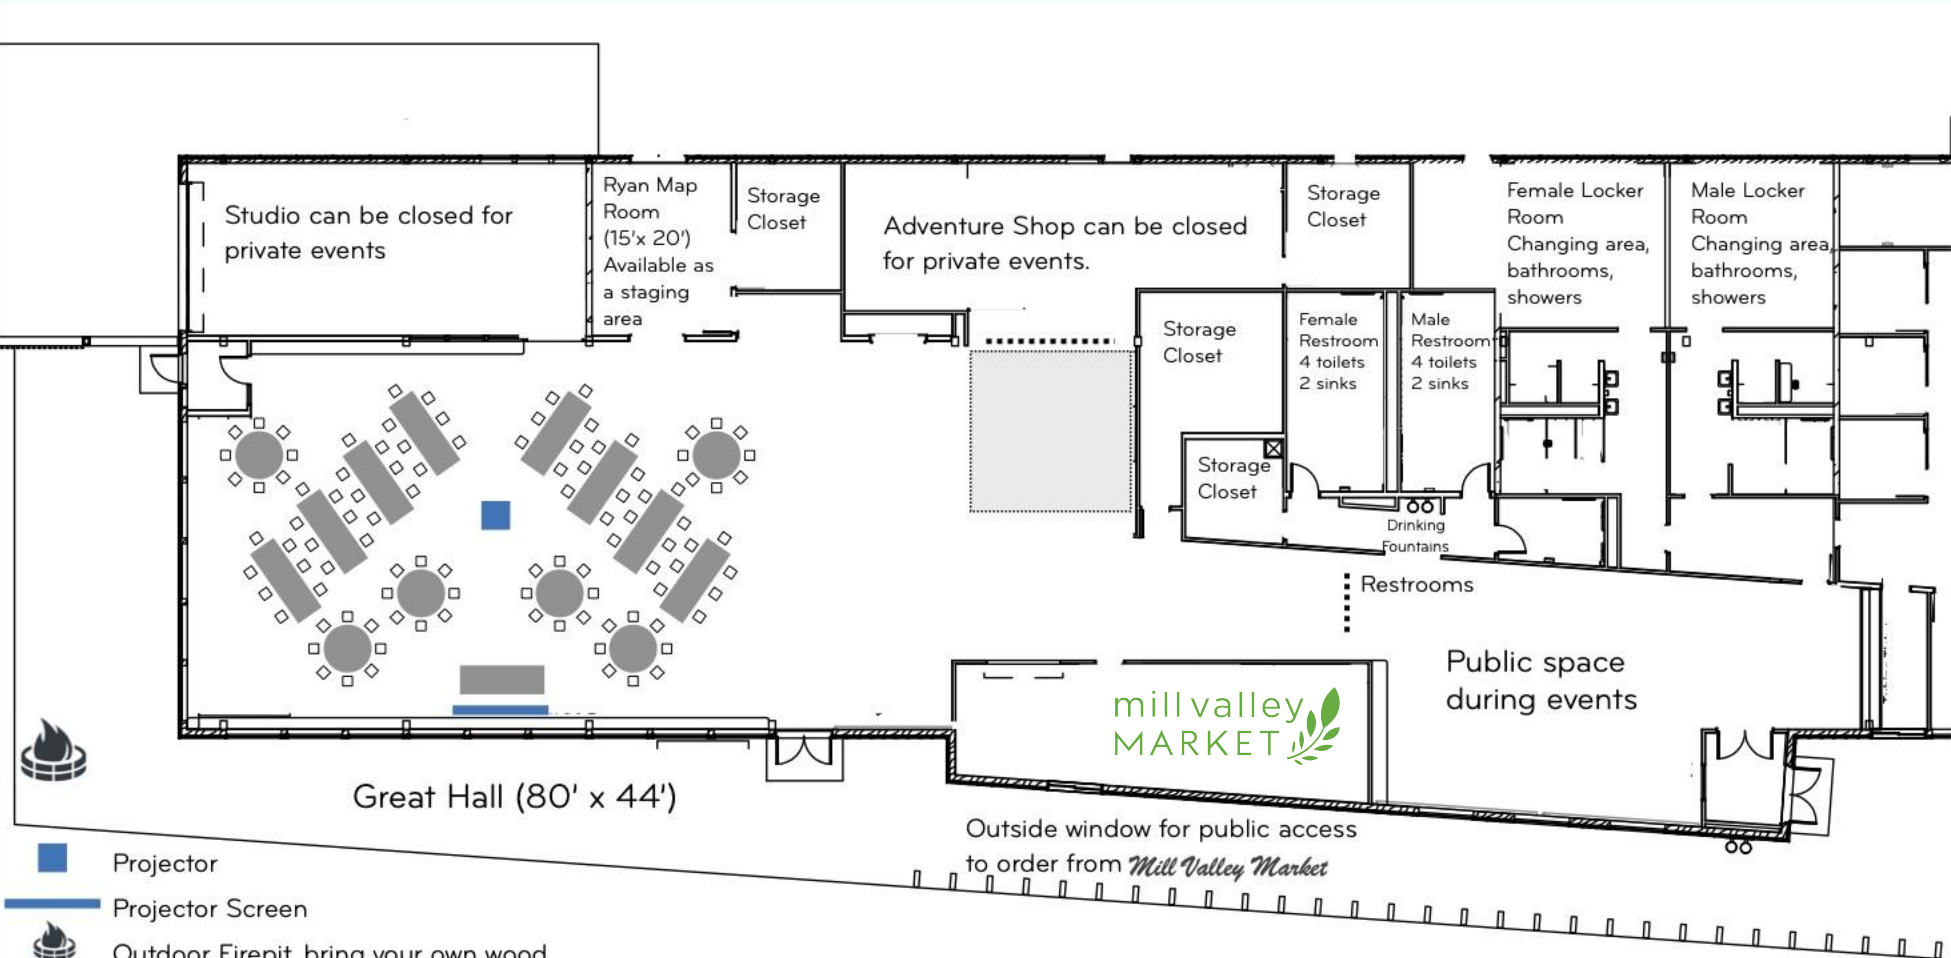 Studio can be closed for
private events
Ryan Map
Room
(15'x 20')
Available as
a staging
area
Storage
Closet
Adventure Shop can be closed
for private events.
Storage
Closet
Female Locker
Room
Changing area,
bathrooms,
showers
Male Locker
Room
Changing area,
bathrooms,
showers
Storage
Closet
Female
Restroom
4 toilets
2 sinks
Male
Restroom
4 toilets
2 sinks
Storage
Closet
Drinking
Fountains
Restrooms
Public space
during events
mill valley
MARKET
Great Hall (80' x 44')
Outside window for public access
to order from Mill Valley Market
Projector
Projector Screen
Outdoor Firepit, bring your own wood